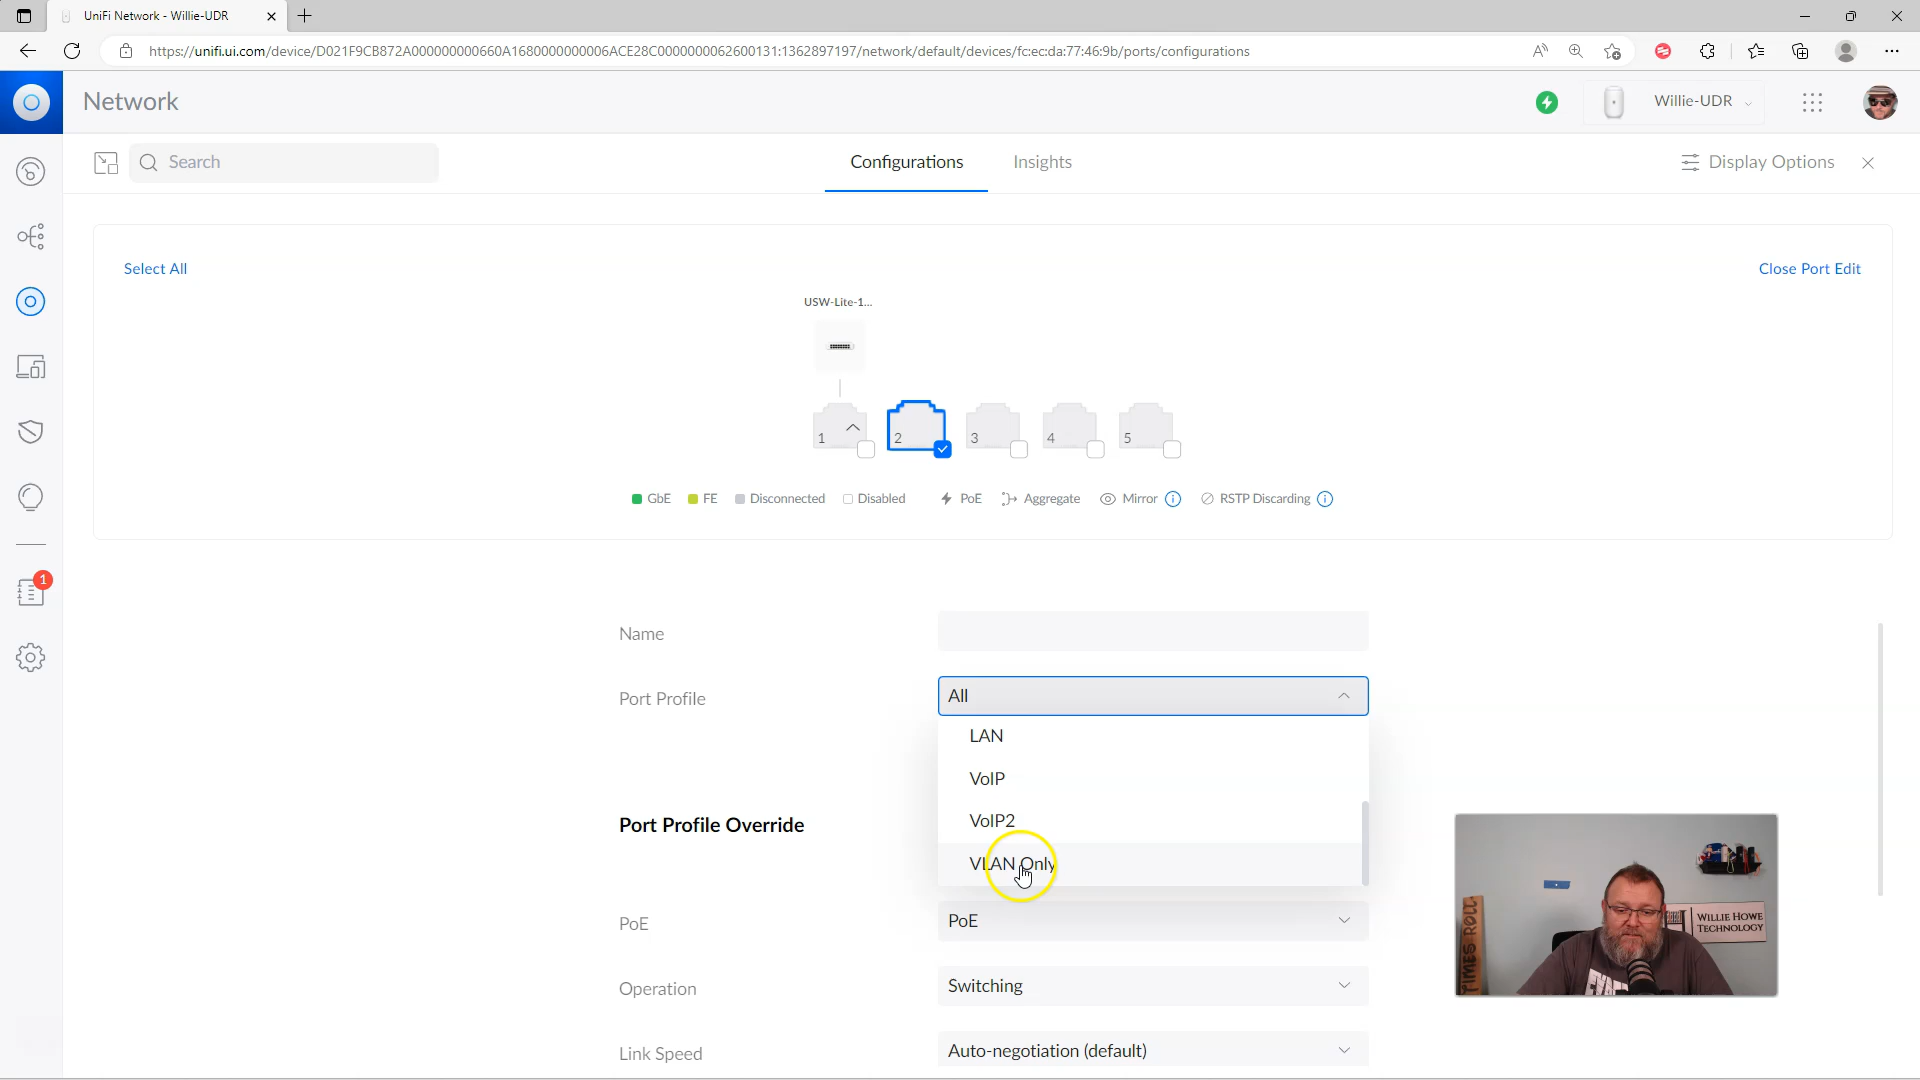 UniFi Network - Willie-UDR
https://unifi.ui.com/device/D021F9CB872A000000000660A1680000000006ACE28C0000000062600131:1362897197/network/default/devices/fc:ec:da:77:46:9b/ports/configurations
Network
Willie-UDR
Search
Configurations
Insights
Display Options
Select All
Close Port Edit
USW-Lite-1...
1
2
3
4
5
GbE
FE
Disconnected
Disabled
PoE
Aggregate
Mirror
RSTP Discarding
1
Name
Port Profile
All
LAN
VoIP
VoIP2
VLAN Only
Port Profile Override
PoE
PoE
Operation
Switching
Link Speed
Auto-negotiation (default)
TIMES ROLL
WILLIE HOWE
TECHNOLOGY